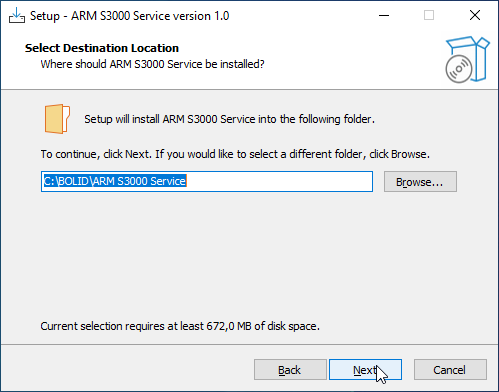 Setup - ARM S3000 Service version 1.0
Select Destination Location
Where should ARM S3000 Service be installed?
Setup will install ARM S3000 Service into the following folder.
To continue, click Next. If you would like to select a different folder, click Browse.
C:\BOLID\ARM S3000 Service
Browse...
Current selection requires at least 672,0 MB of disk space.
Back
Next
Cancel